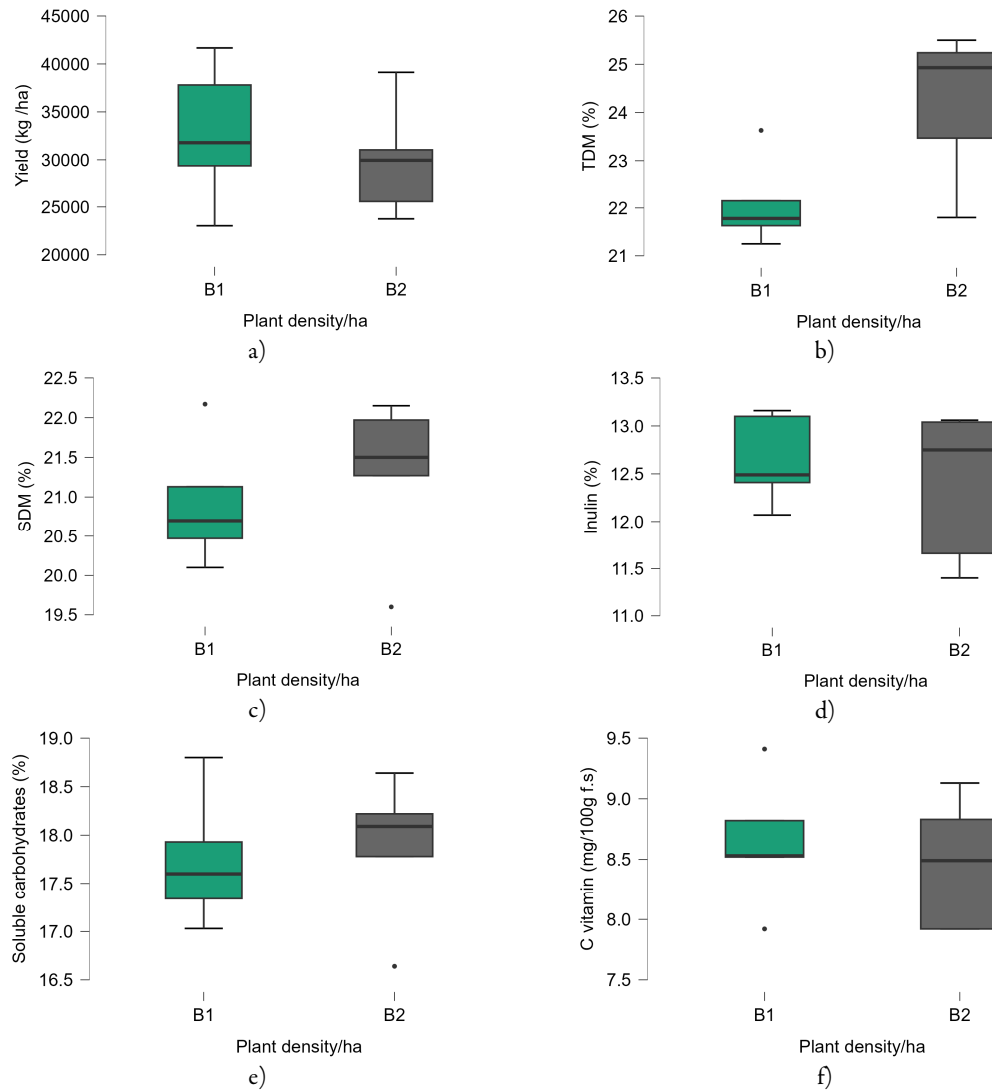 Yield (kg /ha)
45000
40000
35000
30000
25000
20000
B1
B2
Plant density/ha
a)
TDM (%)
26
25
24
23
22
21
B1
B2
Plant density/ha
b)
SDM (%)
22.5
22.0
21.5
21.0
20.5
20.0
19.5
B1
B2
Plant density/ha
c)
Inulin (%)
13.5
13.0
12.5
12.0
11.5
11.0
B1
B2
Plant density/ha
d)
Soluble carbohydrates (%)
19.0
18.5
18.0
17.5
17.0
16.5
B1
B2
Plant density/ha
e)
C vitamin (mg/100g f.s)
9.5
9.0
8.5
8.0
7.5
B1
B2
Plant density/ha
f)